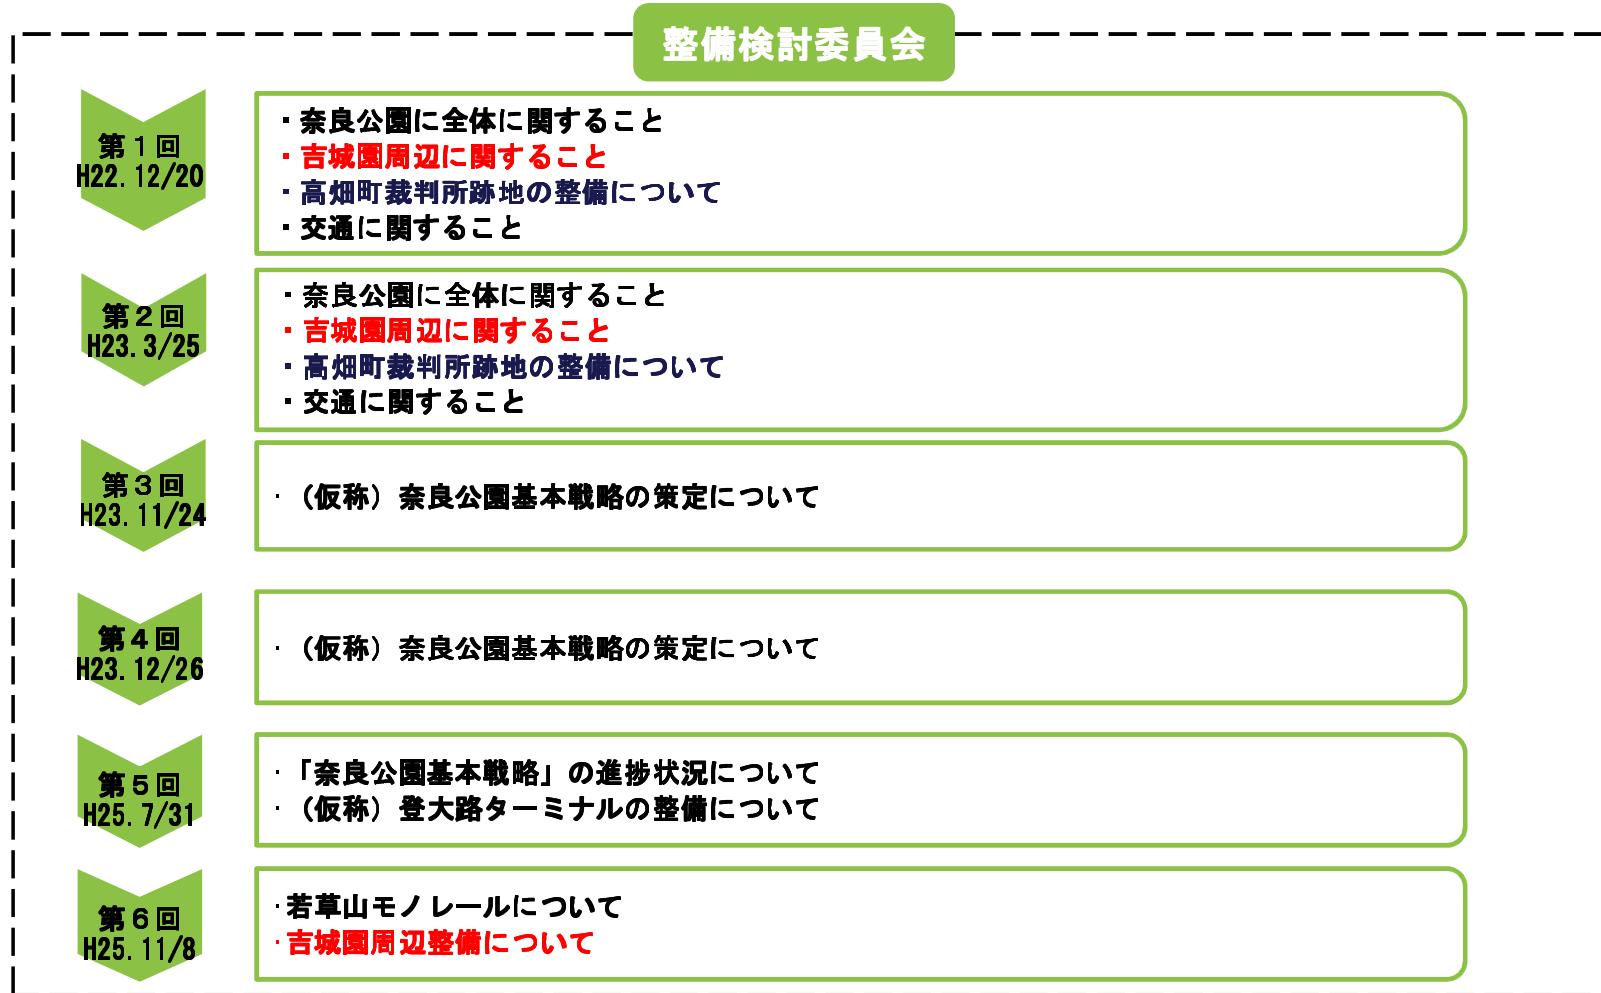 整備検討委員会
第1回
H22.12/20
・奈良公園に全体に関すること
・吉城園周辺に関すること
・高畑町裁判所跡地の整備について
・交通に関すること
第2回
H23.3/25
・奈良公園に全体に関すること
・吉城園周辺に関すること
・高畑町裁判所跡地の整備について
・交通に関すること
第3回
H23.11/24
・（仮称）奈良公園基本戦略の策定について
第4回
H23.12/26
・（仮称）奈良公園基本戦略の策定について
第5回
H25.7/31
・「奈良公園基本戦略」の進捗状況について
・（仮称）登大路ターミナルの整備について
第6回
H25.11/8
・若草山モノレールについて
・吉城園周辺整備について